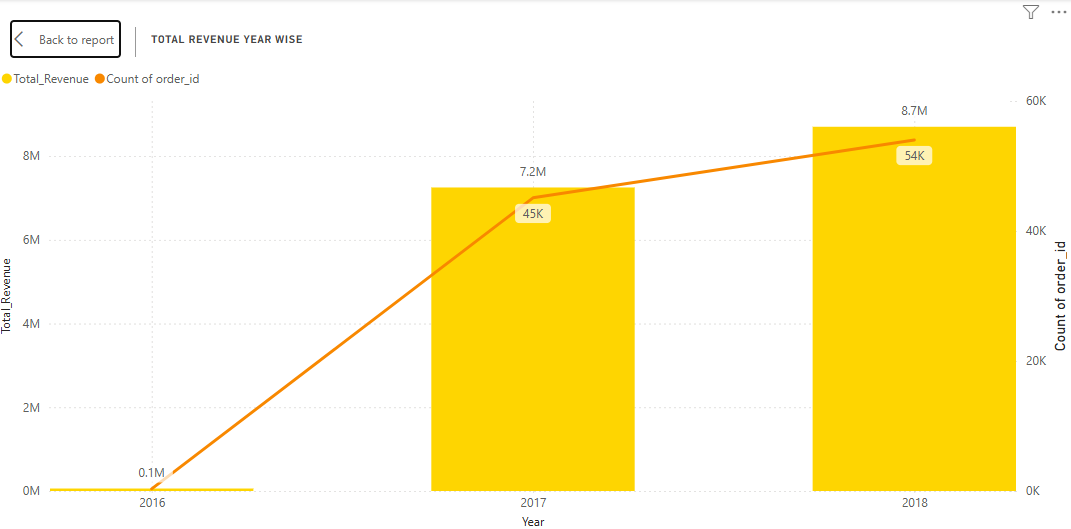 Back to report
TOTAL REVENUE YEAR WISE
Total_Revenue
Count of order_id
60K
8.7M
8M
54K
7.2M
45K
6M
40K
Total_Revenue
Count of order_id
4M
20K
2M
0.1M
0M
0K
2016
2017
2018
Year